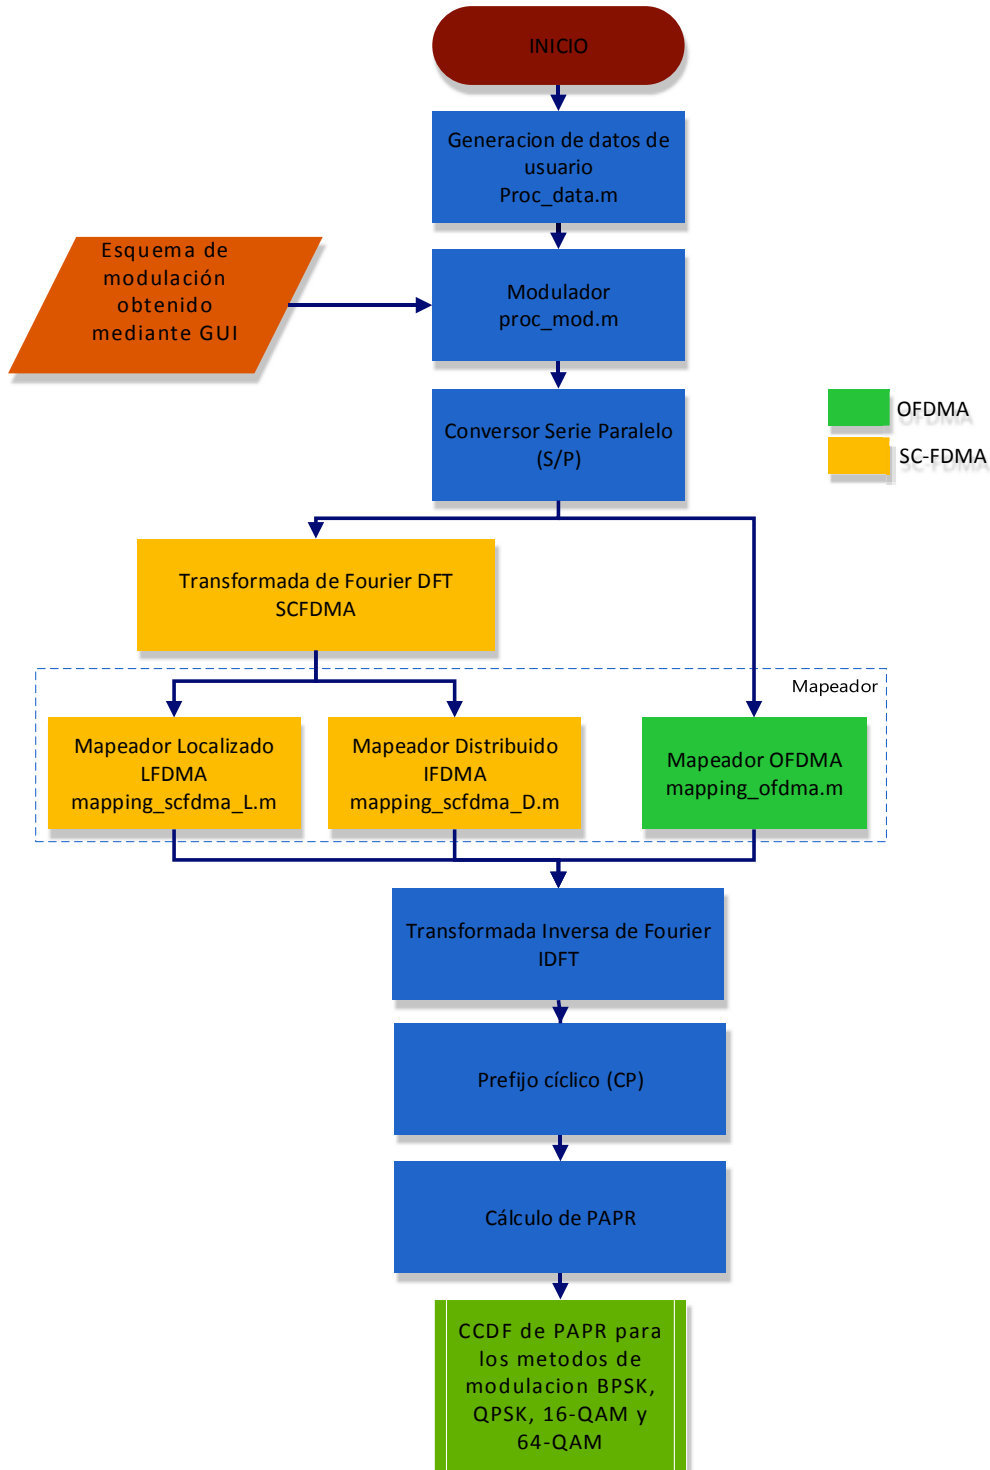 INICIO
Generacion de datos de
usuario
Proc_data.m
Esquema de
modulación
obtenido
mediante GUI
Modulador
proc_mod.m
Conversor Serie Paralelo
(S/P)
OFDMA
SC-FDMA
Transformada de Fourier DFT
SCFDMA
Mapeador
Mapeador Localizado
LFDMA
mapping_scfdma_L.m
Mapeador Distribuido
IFDMA
mapping_scfdma_D.m
Mapeador OFDMA
mapping_ofdma.m
Transformada Inversa de Fourier
IDFT
Prefijo cíclico (CP)
Cálculo de PAPR
CCDF de PAPR para
los metodos de
modulacion BPSK,
QPSK, 16-QAM y
64-QAM